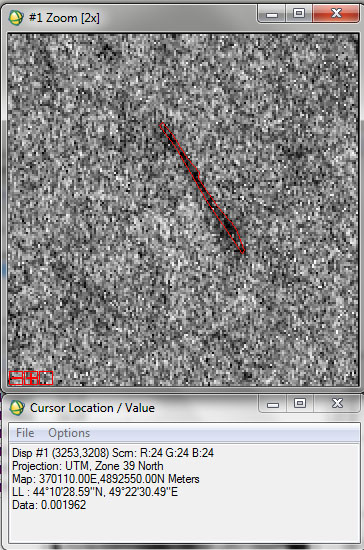 #1 Zoom [2x]
Cursor Location / Value
File Options
Disp #1 (3253,3208) Scrn: R:24 G:24 B:24
Projection: UTM, Zone 39 North
Map: 370110.00E,4892550.00N Meters
LL : 44°10'28.59"N, 49°22'30.49"E
Data: 0.001962